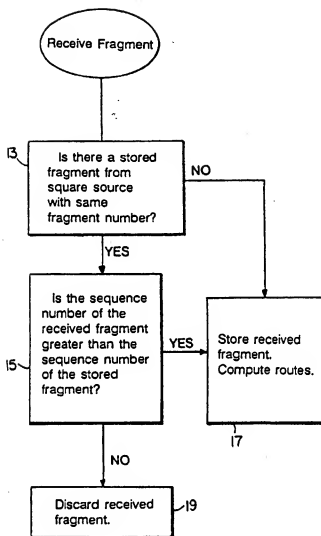 Receive Fragment
13
Is there a stored
fragment from
square source
with same
fragment number?
NO
YES
Is the sequence
number of the
received fragment
greater than the
sequence number
of the stored
fragment?
15
YES
Store received
fragment.
Compute routes.
17
NO
Discard received
fragment.
19